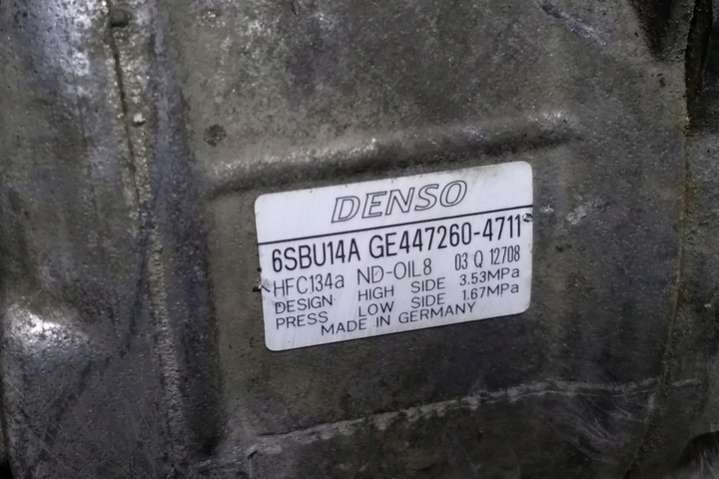 DENSO
6SBU14A GE447260-4711
HFC134a ND-OIL8 03 Q 12708
DESIGN HIGH SIDE 3.53MPa
PRESS LOW SIDE 1.67MPa
MADE IN GERMANY